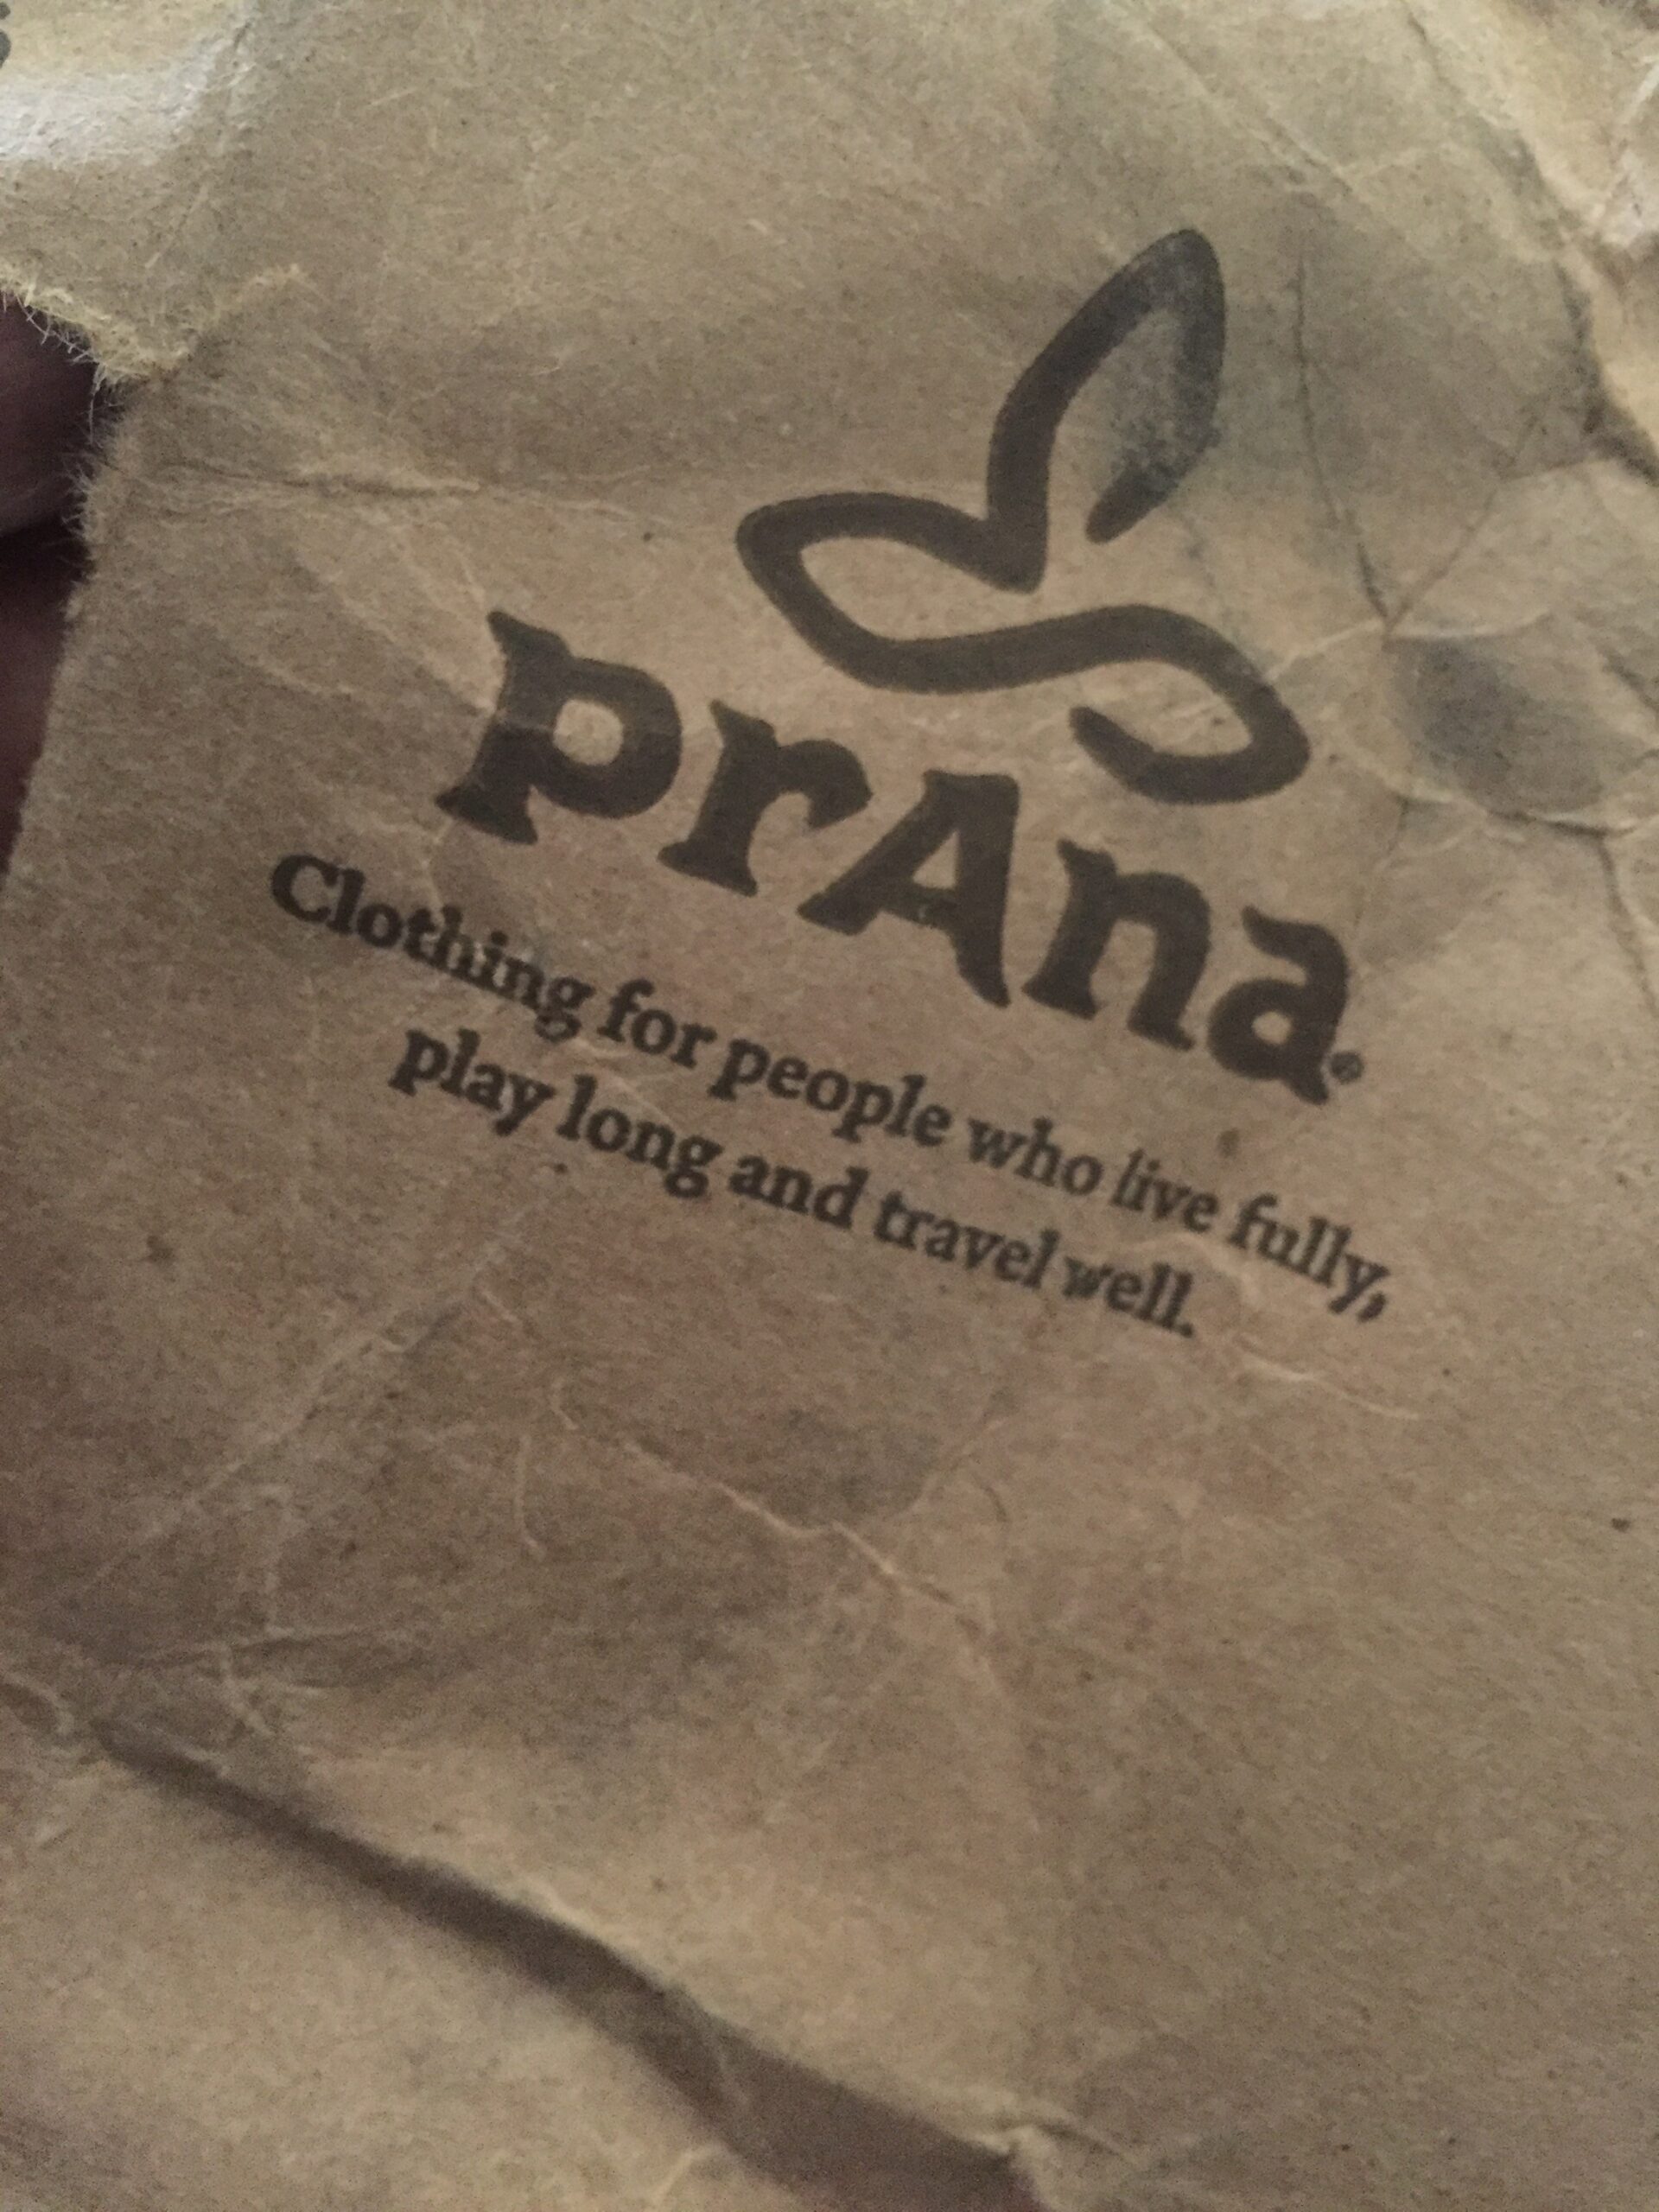 prAna®
Clothing for people who live fully,
play long and travel well.